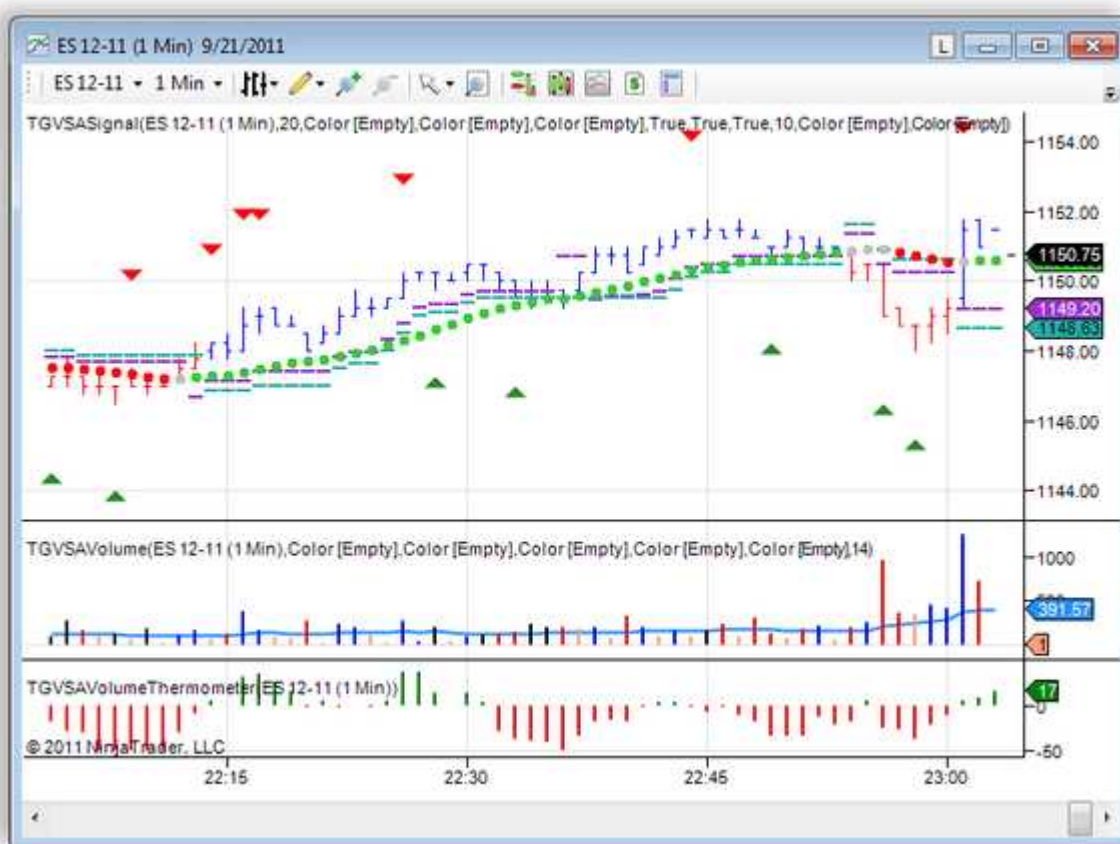 ES 12-11 (1 Min) 9/21/2011
L
ES 12-11 1 Min
TGVSASignal(ES 12-11 (1 Min),20,Color [Empty],Color [Empty],Color [Empty],True,True,True,10,Color [Empty],Color [Empty])
1154.00
1152.00
1150.75
1150.00
1149.20
1148.63
1148.00
1146.00
1144.00
TGVSAVolume(ES 12-11 (1 Min),Color [Empty],Color [Empty],Color [Empty],Color [Empty],Color [Empty],14)
1000
391.57
1
TGVSAVolumeThermometer(ES 12-11 (1 Min))
17
0
© 2011 NinjaTrader, LLC
-50
22:15 22:30 22:45 23:00